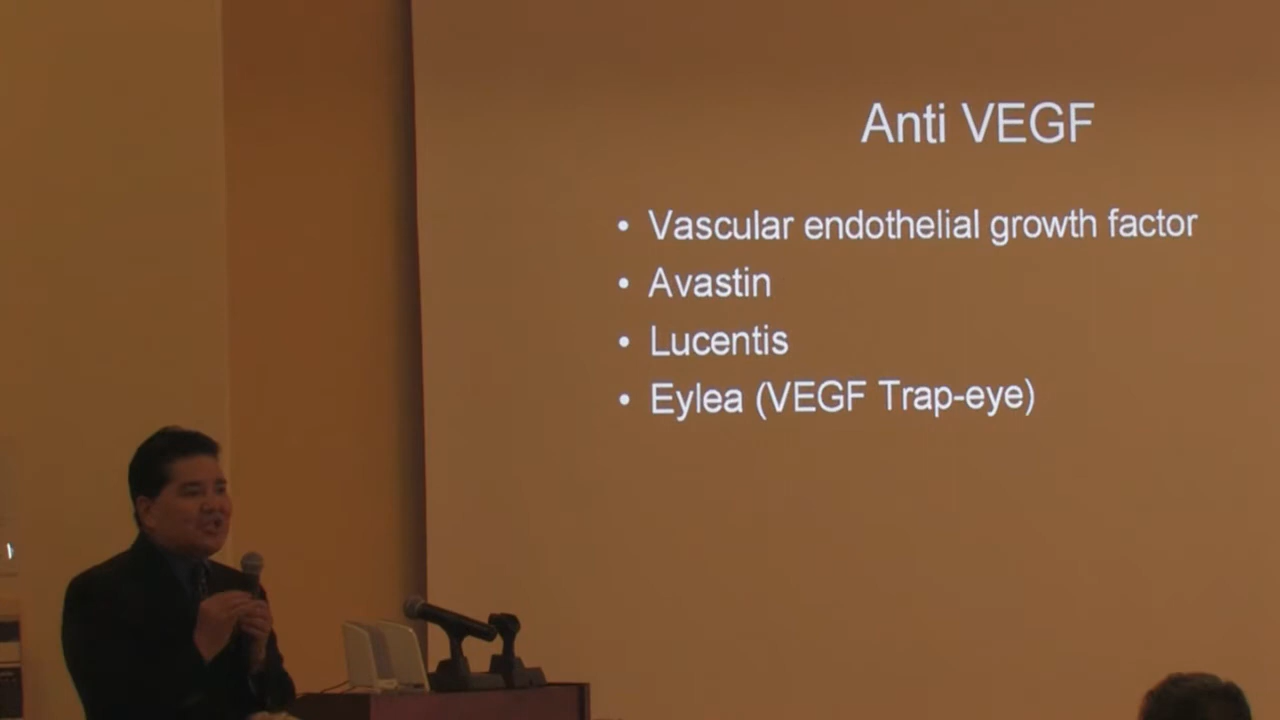 Anti VEGF
• Vascular endothelial growth factor
• Avastin
• Lucentis
• Eylea (VEGF Trap-eye)